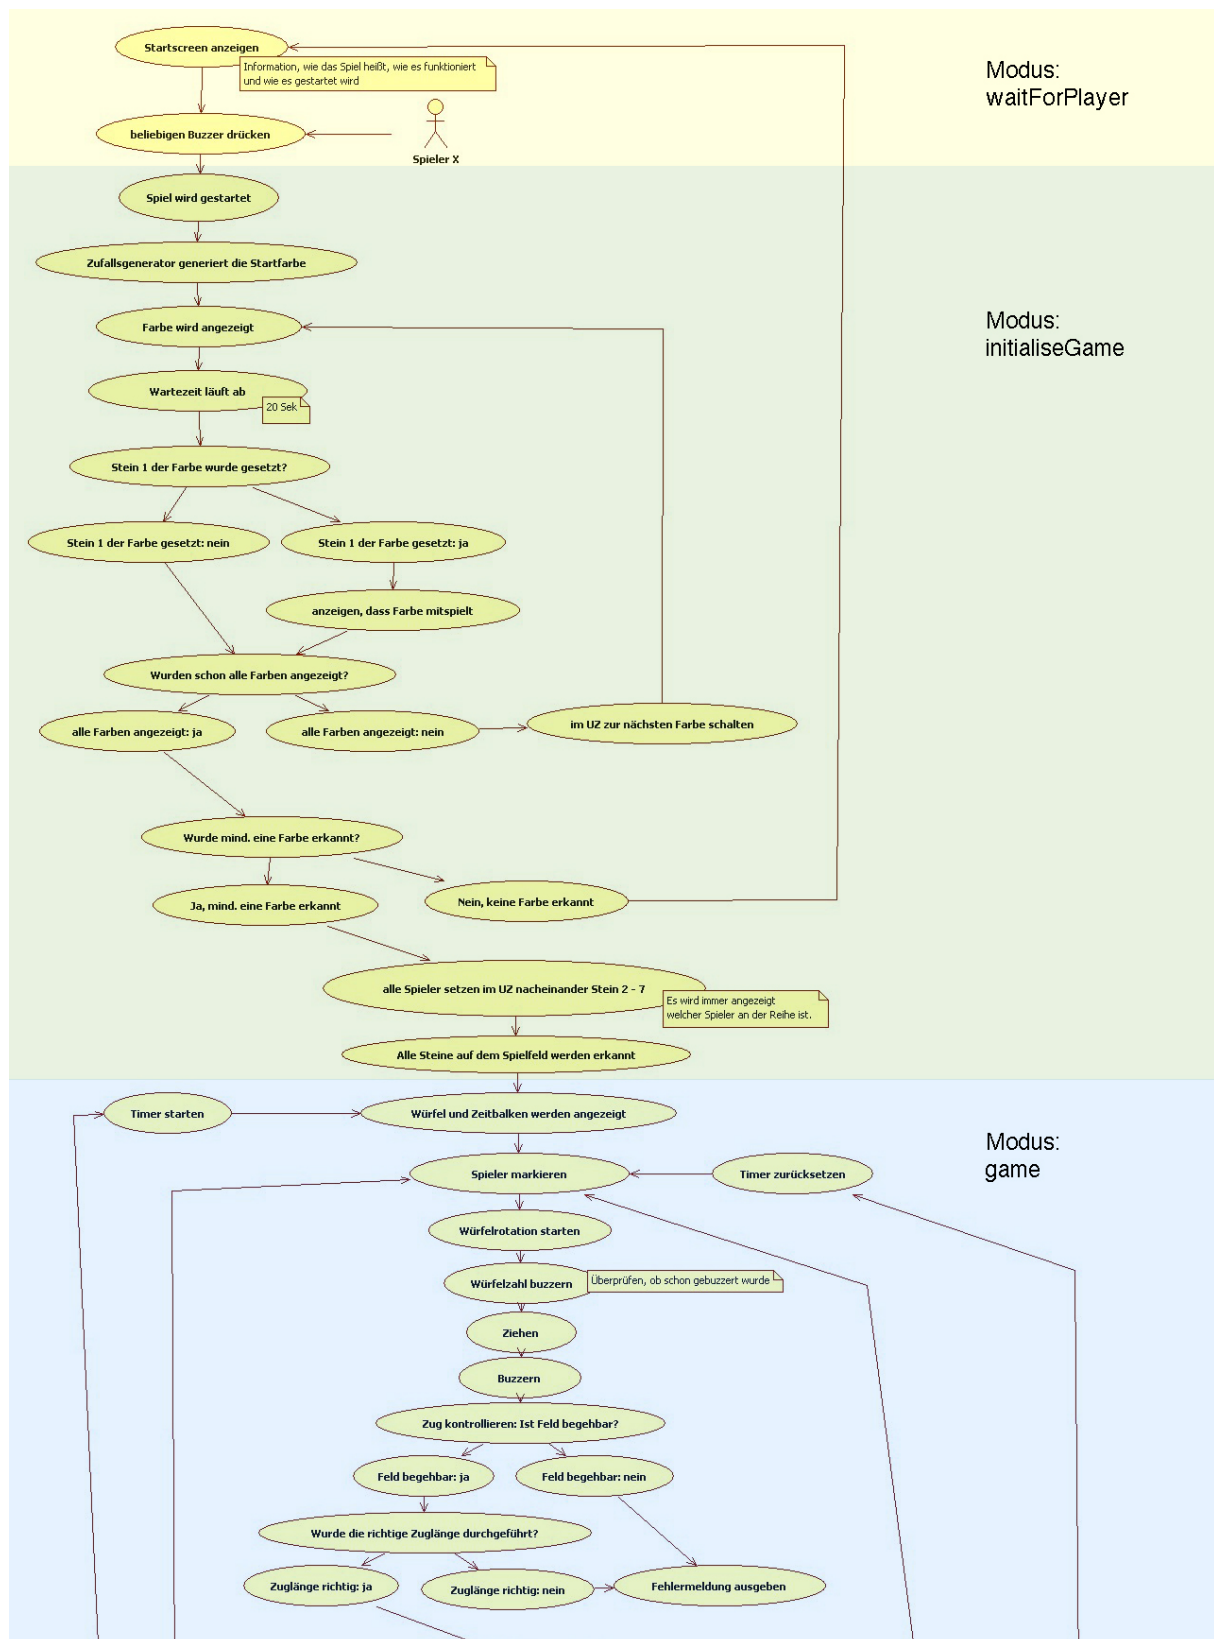 Startscreen anzeigen
Information, wie das Spiel heißt, wie es funktioniert
und wie es gestartet wird
Modus:
waitForPlayer
beliebigen Buzzer drücken
Spieler X
Spiel wird gestartet
Zufallsgenerator generiert die Startfarbe
Farbe wird angezeigt
Modus:
initialiseGame
Wartezeit läuft ab
20 Sek
Stein 1 der Farbe wurde gesetzt?
Stein 1 der Farbe gesetzt: nein
Stein 1 der Farbe gesetzt: ja
anzeigen, dass Farbe mitspielt
Wurden schon alle Farben angezeigt?
alle Farben angezeigt: ja
alle Farben angezeigt: nein
im UZ zur nächsten Farbe schalten
Wurde mind. eine Farbe erkannt?
Ja, mind. eine Farbe erkannt
Nein, keine Farbe erkannt
alle Spieler setzen im UZ nacheinander Stein 2 - 7
Es wird immer angezeigt
welcher Spieler an der Reihe ist.
Alle Steine auf dem Spielfeld werden erkannt
Timer starten
Würfel und Zeitbalken werden angezeigt
Modus:
game
Spieler markieren
Timer zurücksetzen
Würfelrotation starten
Würfelzahl buzzern
Überprüfen, ob schon gebuzzert wurde
Ziehen
Buzzern
Zug kontrollieren: Ist Feld begehbar?
Feld begehbar: ja
Feld begehbar: nein
Wurde die richtige Zuglänge durchgeführt?
Zuglänge richtig: ja
Zuglänge richtig: nein
Fehlermeldung ausgeben